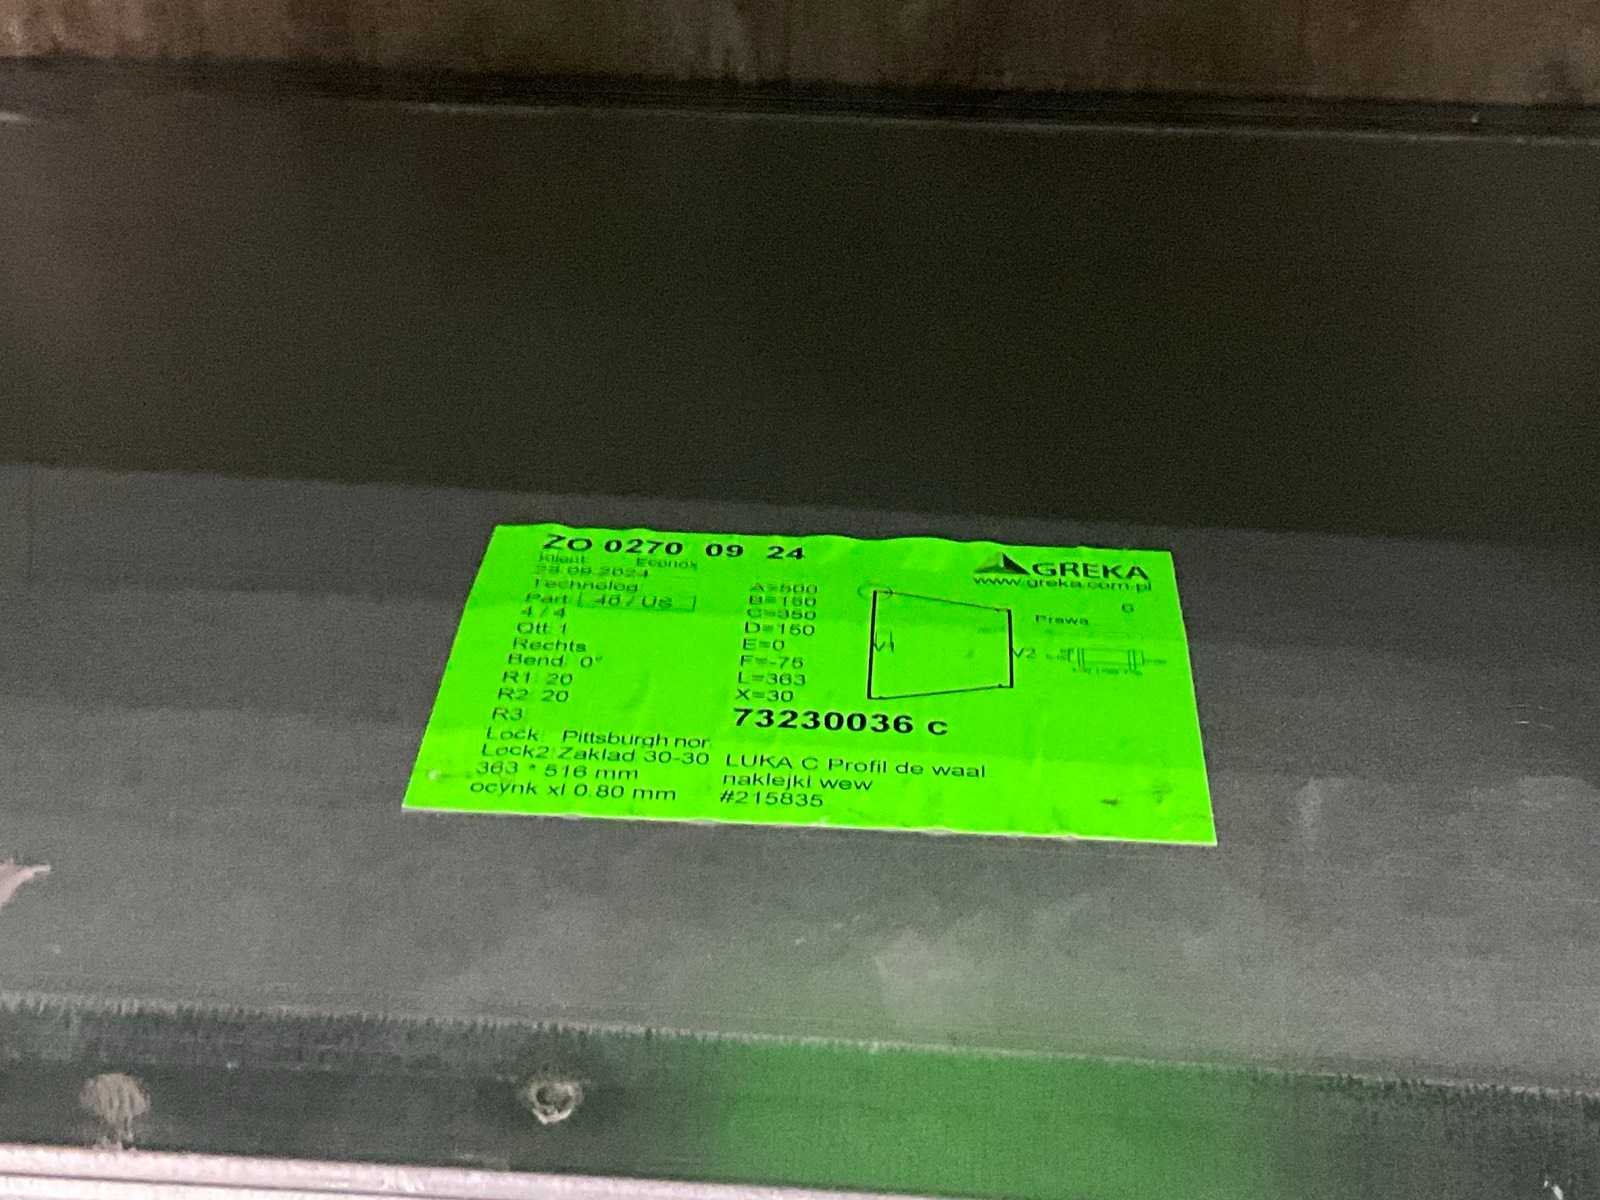 ZO 0270 09 24
Klient: Econox
Technolog
Part: 40 / US
4 / 4
Qtt: 1
Rechts
Bend: 0°
R1: 20
R2: 20
R3:
Lock: Pittsburgh nor.
Lock2: Zaklad 30-30
363 * 516 mm
ocynk xl 0.80 mm
A=500
B=150
C=350
D=150
E=0
F=-75
L=363
X=30
73230036 c
LUKA C Profil de waal
naklejki wew
#215835
V1
V2
GREKA
www.greka.com.pl
G
Prawa